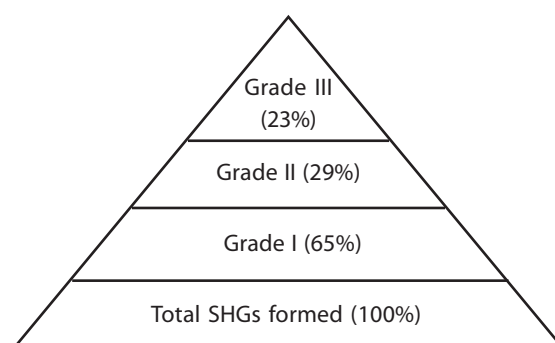 Grade III
(23%)
Grade II (29%)
Grade I (65%)
Total SHGs formed (100%)